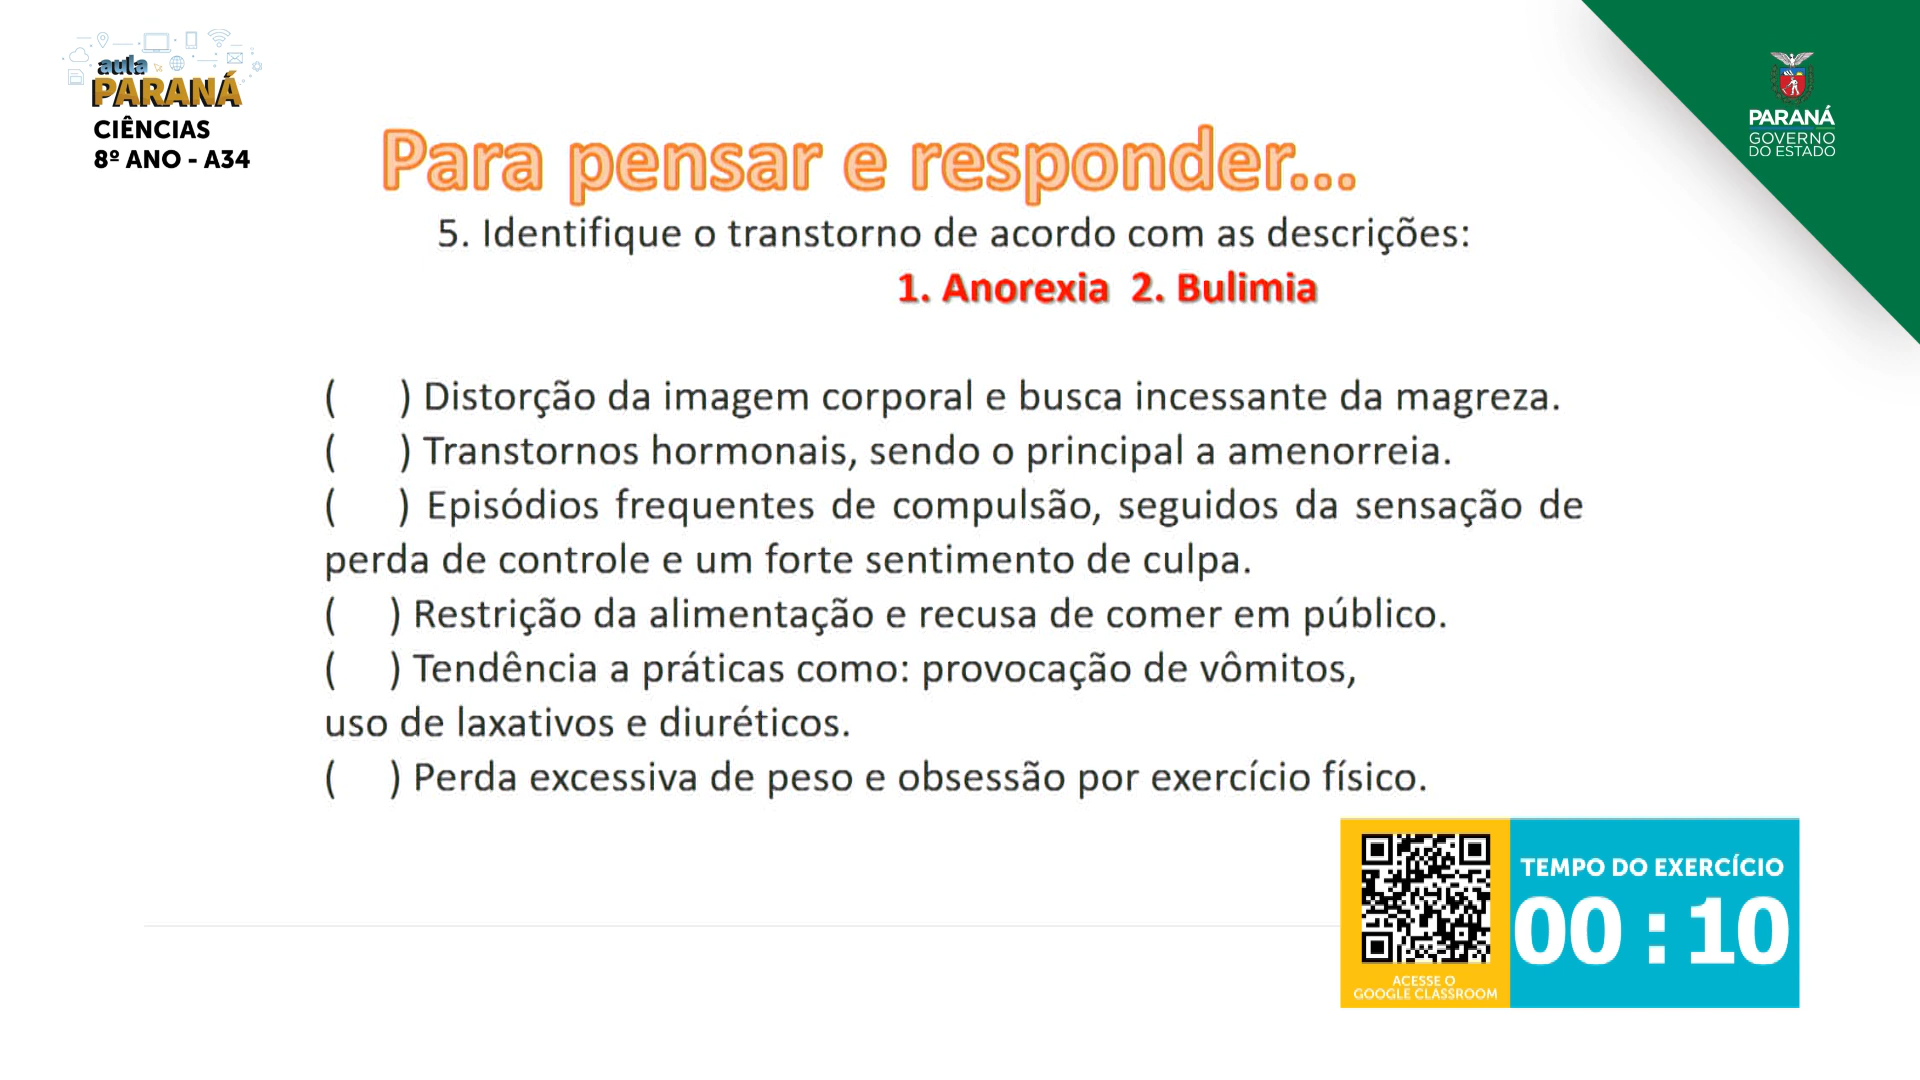 aula
PARANÁ
CIÊNCIAS
8º ANO - A34
PARANÁ
GOVERNO
DO ESTADO
Para pensar e responder...
5. Identifique o transtorno de acordo com as descrições:
1. Anorexia 2. Bulimia
( ) Distorção da imagem corporal e busca incessante da magreza.
( ) Transtornos hormonais, sendo o principal a amenorreia.
( ) Episódios frequentes de compulsão, seguidos da sensação de
perda de controle e um forte sentimento de culpa.
( ) Restrição da alimentação e recusa de comer em público.
( ) Tendência a práticas como: provocação de vômitos,
uso de laxativos e diuréticos.
( ) Perda excessiva de peso e obsessão por exercício físico.
ACESSE O
GOOGLE CLASSROOM
TEMPO DO EXERCÍCIO
00 : 10